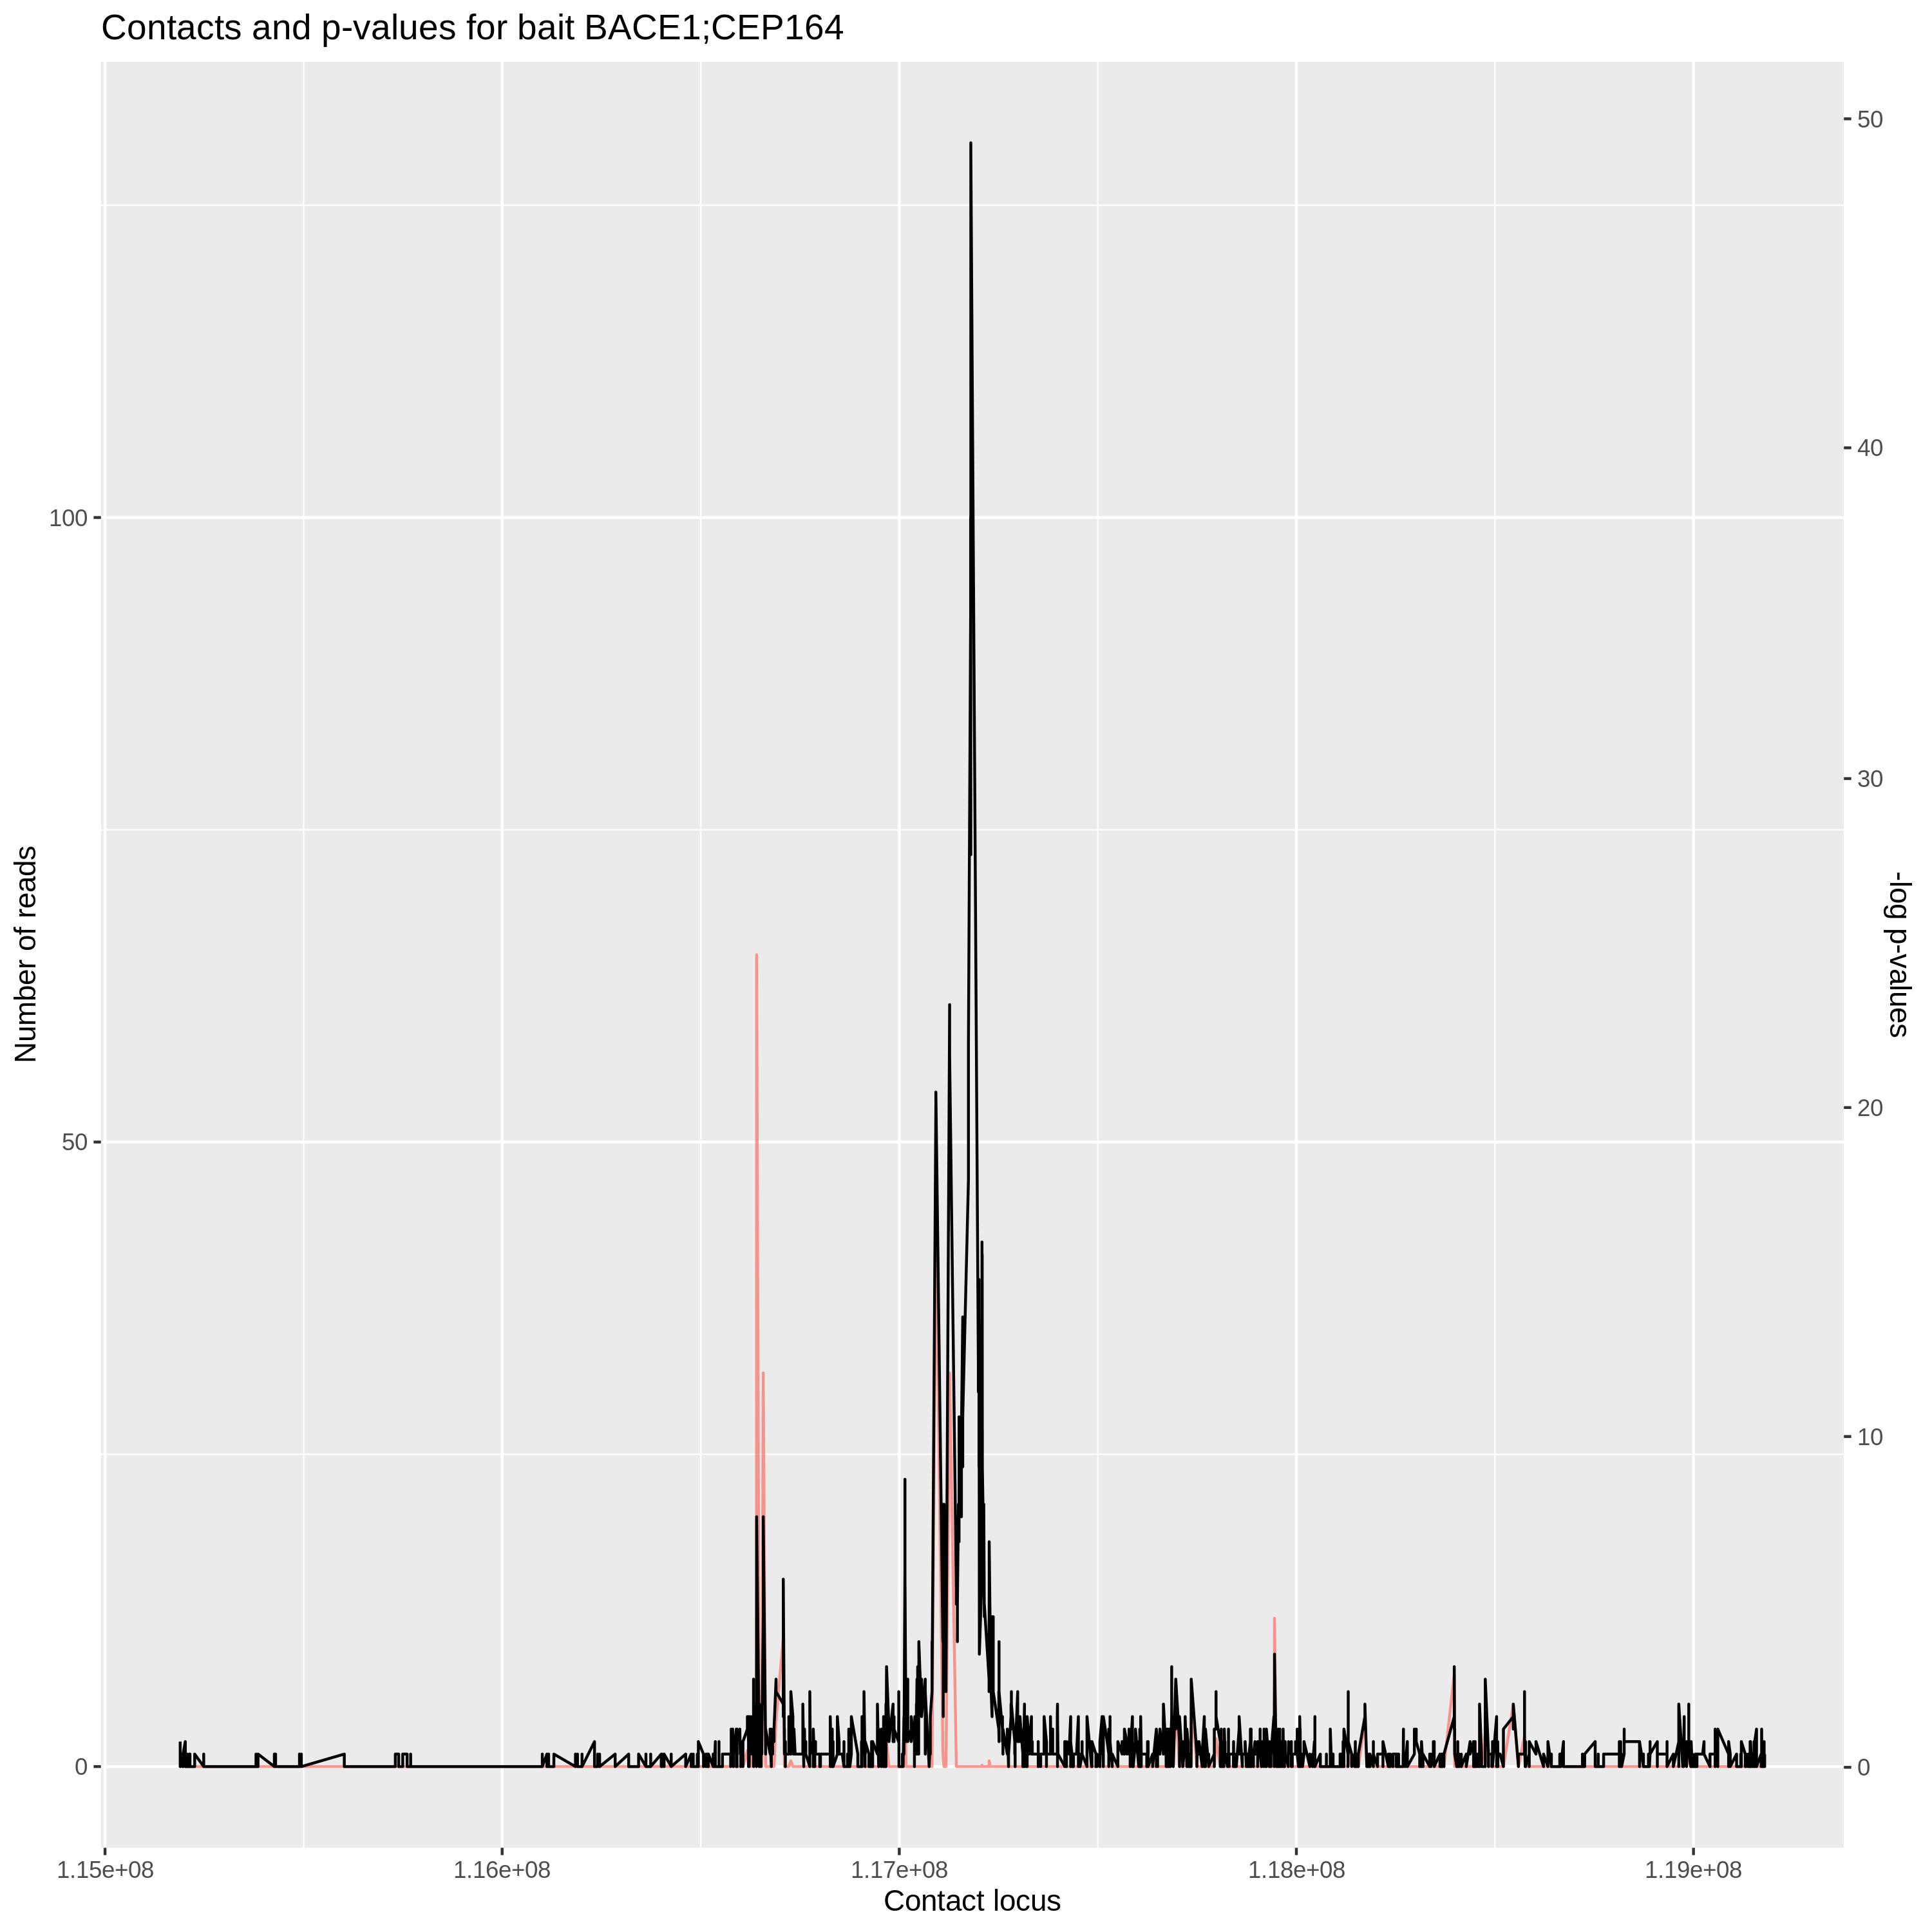 Contacts and p-values for bait BACE1;CEP164
Number of reads
100
50
0
50
40
30
20
10
0
-log p-values
1.15e+08 1.16e+08 1.17e+08 1.18e+08 1.19e+08
Contact locus